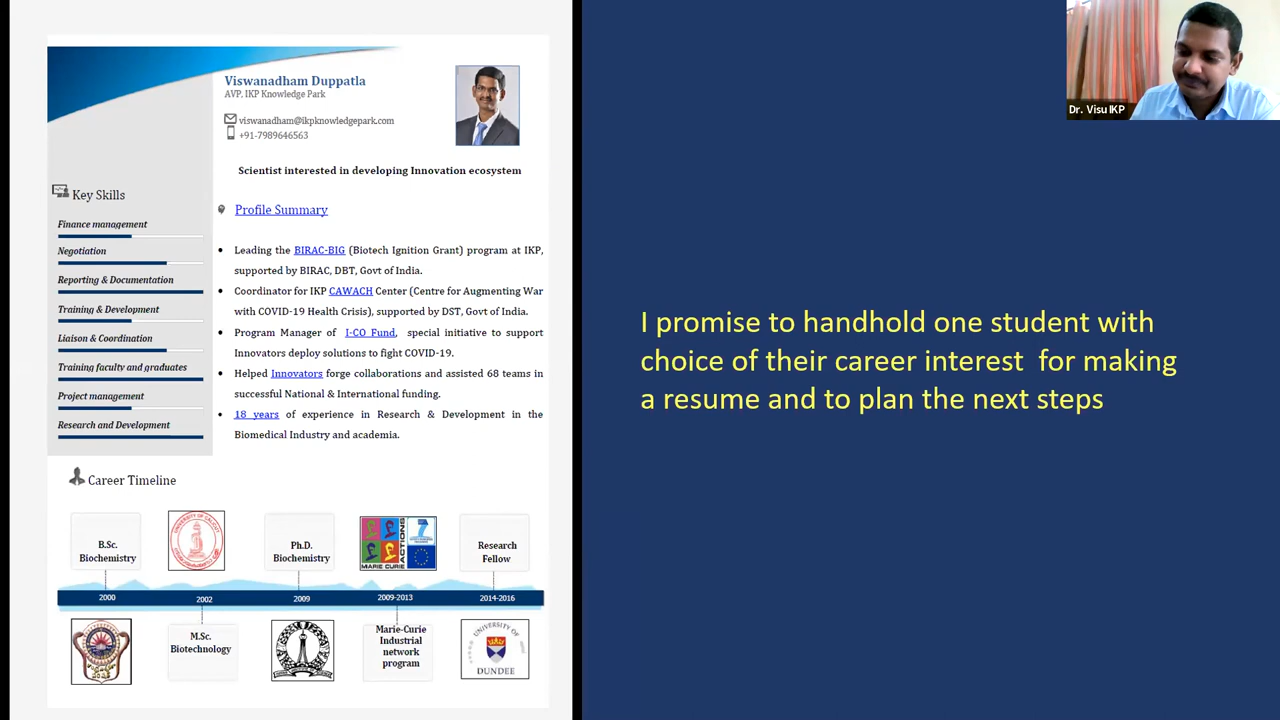 Viswanadham Duppatla
AVP, IKP Knowledge Park
viswanadham@ikpknowledgepark.com
+91-7989646563
Scientist interested in developing Innovation ecosystem
Key Skills
Finance management
Negotiation
Reporting & Documentation
Training & Development
Liaison & Coordination
Training faculty and graduates
Project management
Research and Development
Profile Summary
• Leading the BIRAC-BIG (Biotech Ignition Grant) program at IKP,
supported by BIRAC, DBT, Govt of India.
• Coordinator for IKP CAWACH Center (Centre for Augmenting War
with COVID-19 Health Crisis), supported by DST, Govt of India.
• Program Manager of I-CO Fund, special initiative to support
Innovators deploy solutions to fight COVID-19.
• Helped Innovators forge collaborations and assisted 68 teams in
successful National & International funding.
• 18 years of experience in Research & Development in the
Biomedical Industry and academia.
Career Timeline
B.Sc.
Biochemistry
Ph.D.
Biochemistry
MARIE CURIE
ACTIONS
7
Research
Fellow
2000
2002
2009
2009-2013
2014-2016
M.Sc.
Biotechnology
Marie-Curie
Industrial
network
program
UNIVERSITY OF
DUNDEE
I promise to handhold one student with
choice of their career interest for making
a resume and to plan the next steps
Dr. Visu IKP